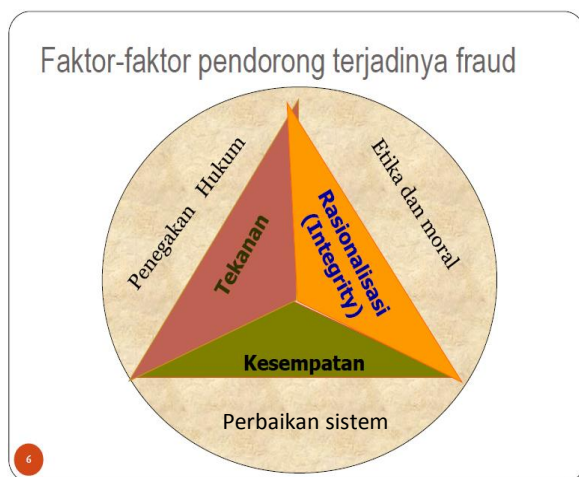 Faktor-faktor pendorong terjadinya fraud
Penegakan Hukum
Etika dan moral
Tekanan
Rasionalisasi
(Integrity)
Kesempatan
Perbaikan sistem
6